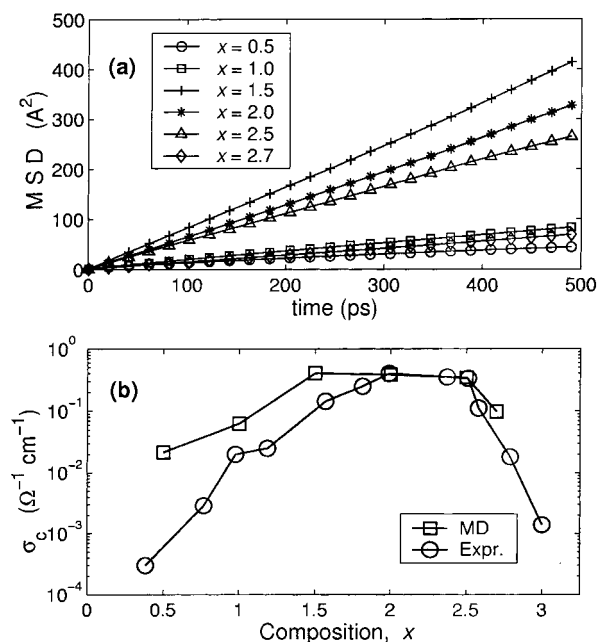 500
400
300
200
100
0
M S D (A²)
(a)
x = 0.5
x = 1.0
x = 1.5
x = 2.0
x = 2.5
x = 2.7
0 100 200 300 400 500
time (ps)
10⁰
10⁻¹
10⁻²
10⁻³
10⁻⁴
σc (Ω⁻¹ cm⁻¹)
(b)
MD
Expr.
0 0.5 1 1.5 2 2.5 3
Composition, x